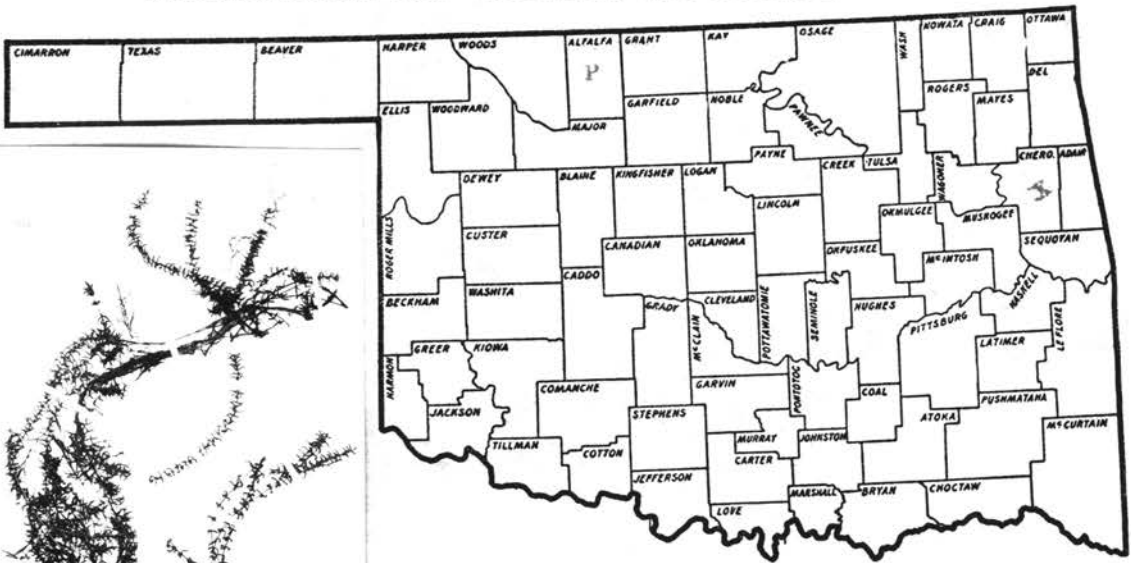 CIMARRON
TEXAS
BEAVER
HARPER
WOODS
ALFALFA
GRANT
KAY
OSAGE
WASH
NOWATA
CRAIG
OTTAWA
P
DEL
ROGERS
MAYES
ELLIS
WOODWARD
GARFIELD
NOBLE
PAWNEE
MAJOR
PAYNE
CREEK
TULSA
WAGONER
CHERO.
ADAIR
X
DEWEY
BLAINE
KINGFISHER
LOGAN
LINCOLN
OKMULGEE
MUSKOGEE
ROGER MILLS
CUSTER
CANADIAN
OKLAHOMA
OKFUSKEE
McINTOSH
SEQUOYAH
HASKELL
BECKHAM
WASHITA
CADDO
GRADY
CLEVELAND
McCLAIN
POTTAWATOMIE
SEMINOLE
HUGHES
PITTSBURG
LATIMER
LE FLORE
GREER
KIOWA
HARMON
JACKSON
COMANCHE
GARVIN
PONTOTOC
COAL
STEPHENS
ATOKA
PUSHMATAHA
McCURTAIN
TILLMAN
COTTON
MURRAY
JOHNSTON
CARTER
JEFFERSON
MARSHALL
BRYAN
CHOCTAW
LOVE